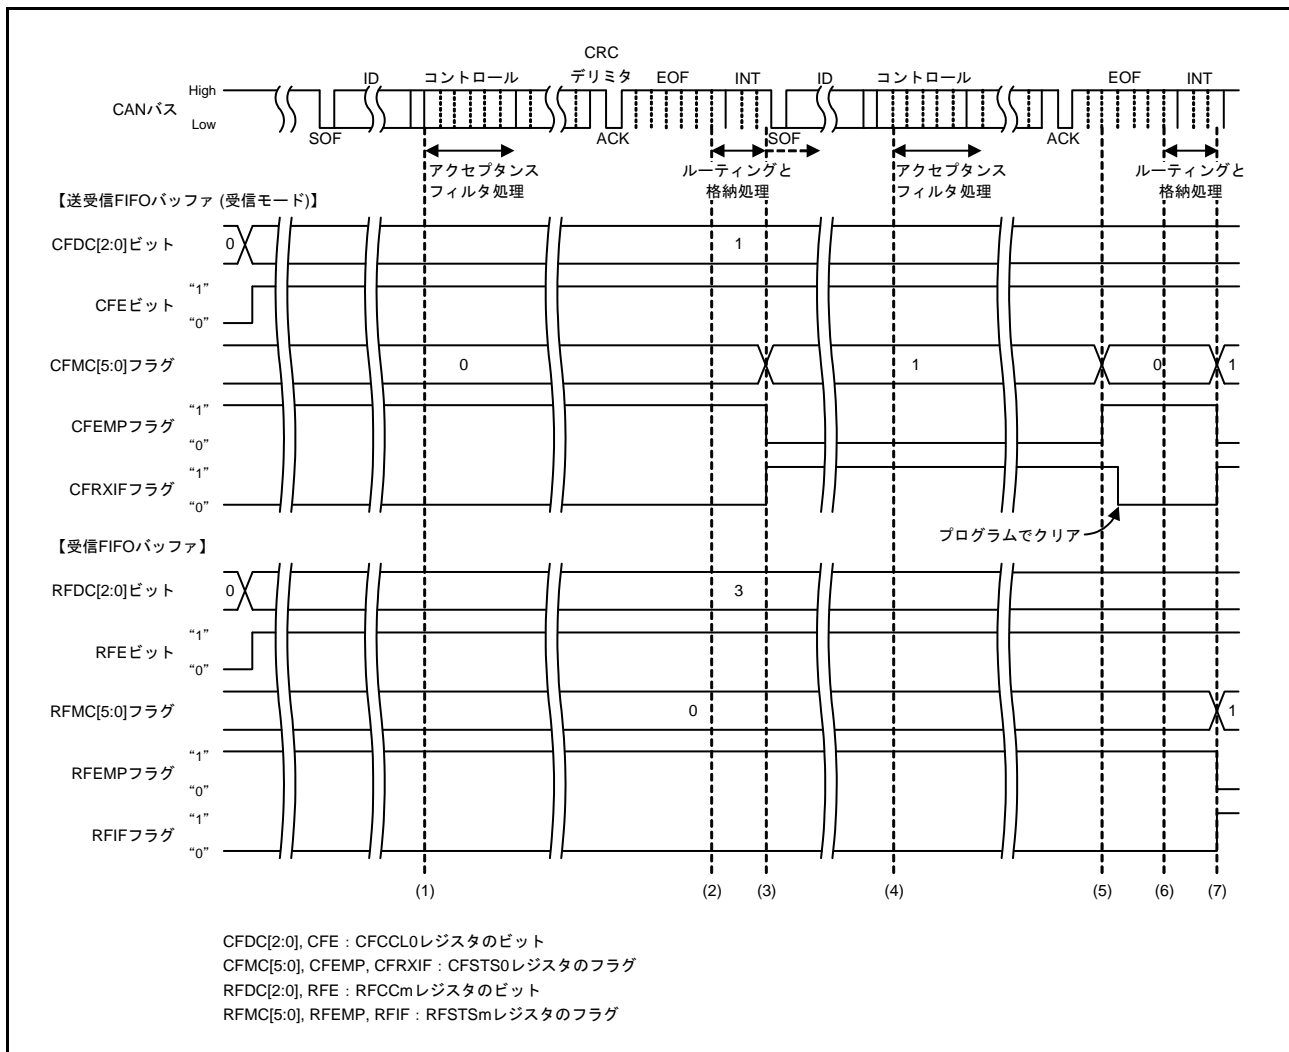 CRC
ID コントロール デリミタ EOF INT ID コントロール EOF INT
High
CANバス
Low
SOF ACK SOF ACK
アクセプタンス
フィルタ処理
ルーティングと
格納処理
アクセプタンス
フィルタ処理
ルーティングと
格納処理
【送受信FIFOバッファ (受信モード)】
CFDC[2:0]ビット 0 1
“1”
CFEビット
“0”
CFMC[5:0]フラグ 0 1 0 1
“1”
CFEMPフラグ
“0”
“1”
CFRXIFフラグ
“0”
プログラムでクリア
【受信FIFOバッファ】
RFDC[2:0]ビット 0 3
“1”
RFEビット
“0”
RFMC[5:0]フラグ 0 1
“1”
RFEMPフラグ
“0”
“1”
RFIFフラグ
“0”
(1) (2) (3) (4) (5) (6) (7)
CFDC[2:0], CFE : CFCCL0レジスタのビット
CFMC[5:0], CFEMP, CFRXIF : CFSTS0レジスタのフラグ
RFDC[2:0], RFE : RFCCmレジスタのビット
RFMC[5:0], RFEMP, RFIF : RFSTSmレジスタのフラグ